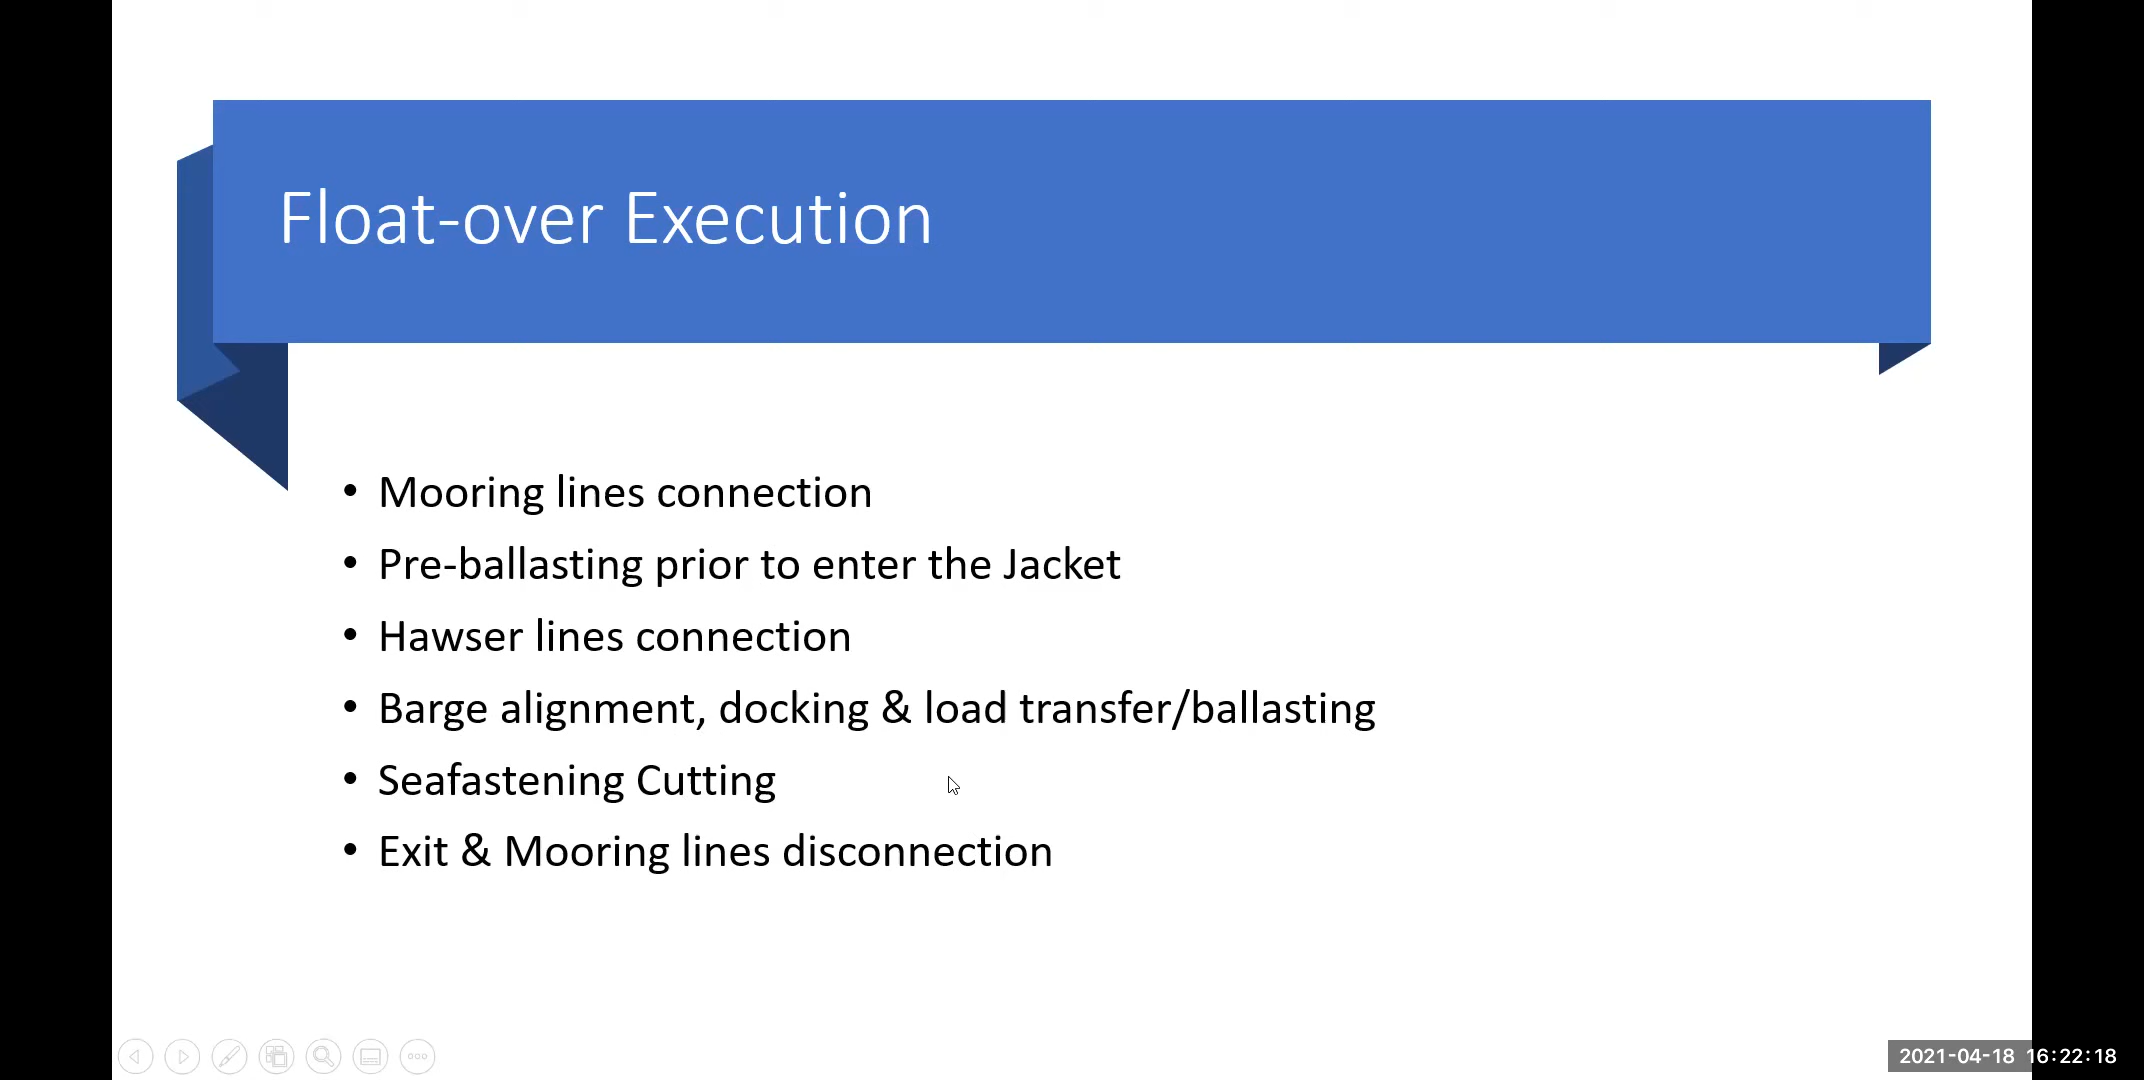 Float-over Execution
• Mooring lines connection
• Pre-ballasting prior to enter the Jacket
• Hawser lines connection
• Barge alignment, docking & load transfer/ballasting
• Seafastening Cutting
• Exit & Mooring lines disconnection
2021-04-18 16:22:18